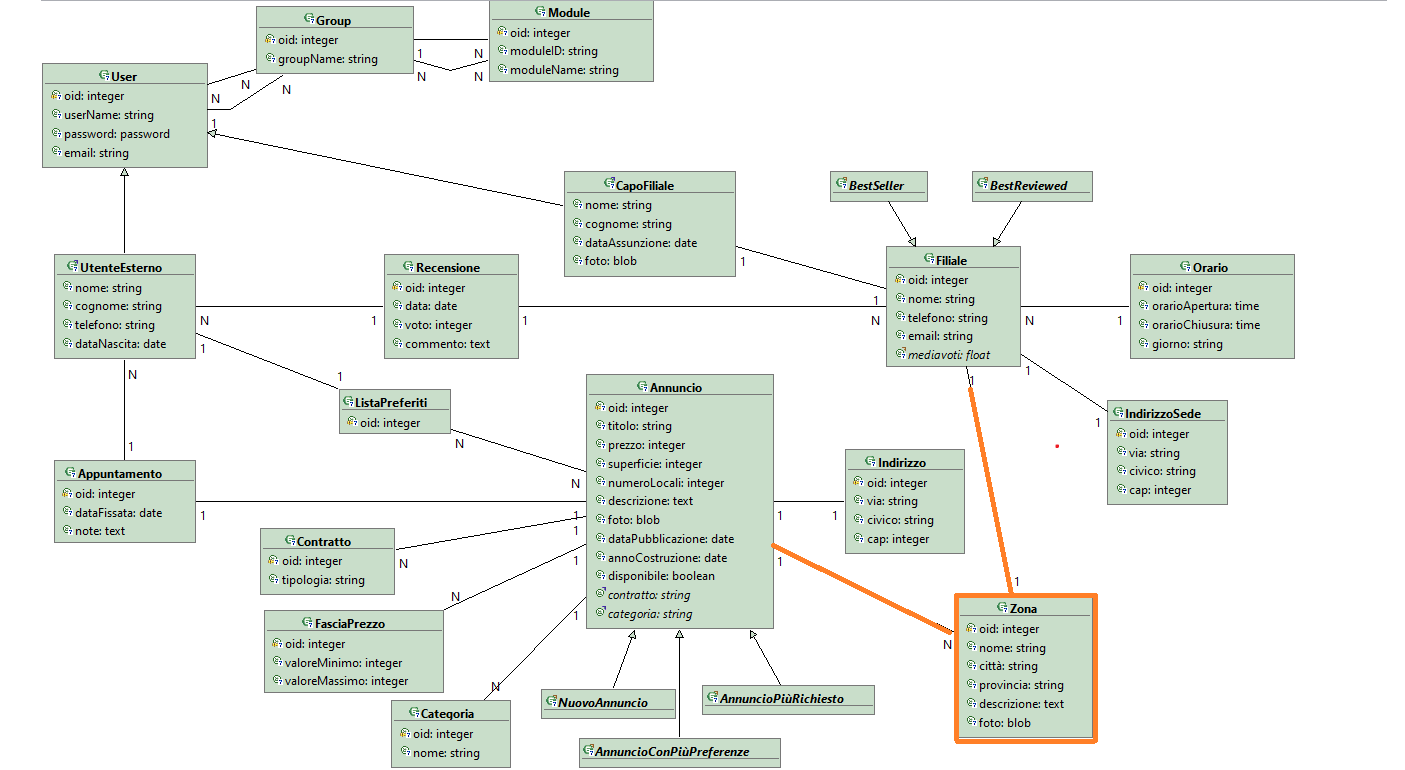 Group
oid: integer
groupName: string
1
N
N
N
Module
oid: integer
moduleID: string
moduleName: string
User
oid: integer
userName: string
password: password
email: string
N
N
N
N
1
CapoFiliale
nome: string
cognome: string
dataAssunzione: date
foto: blob
1
1
BestSeller
BestReviewed
Filiale
oid: integer
nome: string
telefono: string
email: string
mediavoti: float
N
N
1
1
1
1
Orario
oid: integer
orarioApertura: time
orarioChiusura: time
giorno: string
UtenteEsterno
nome: string
cognome: string
telefono: string
dataNascita: date
N
1
1
1
N
1
Recensione
oid: integer
data: date
voto: integer
commento: text
1
ListaPreferiti
oid: integer
N
N
IndirizzoSede
oid: integer
via: string
civico: string
cap: integer
Annuncio
oid: integer
titolo: string
prezzo: integer
superficie: integer
numeroLocali: integer
descrizione: text
foto: blob
dataPubblicazione: date
annoCostruzione: date
disponibile: boolean
contratto: string
categoria: string
Appuntamento
oid: integer
dataFissata: date
note: text
1
1
1
1
1
Indirizzo
oid: integer
via: string
civico: string
cap: integer
1
1
Contratto
oid: integer
tipologia: string
N
1
1
N
FasciaPrezzo
oid: integer
valoreMinimo: integer
valoreMassimo: integer
N
Zona
oid: integer
nome: string
città: string
provincia: string
descrizione: text
foto: blob
N
Categoria
oid: integer
nome: string
NuovoAnnuncio
AnnuncioPiùRichiesto
AnnuncioConPiùPreferenze